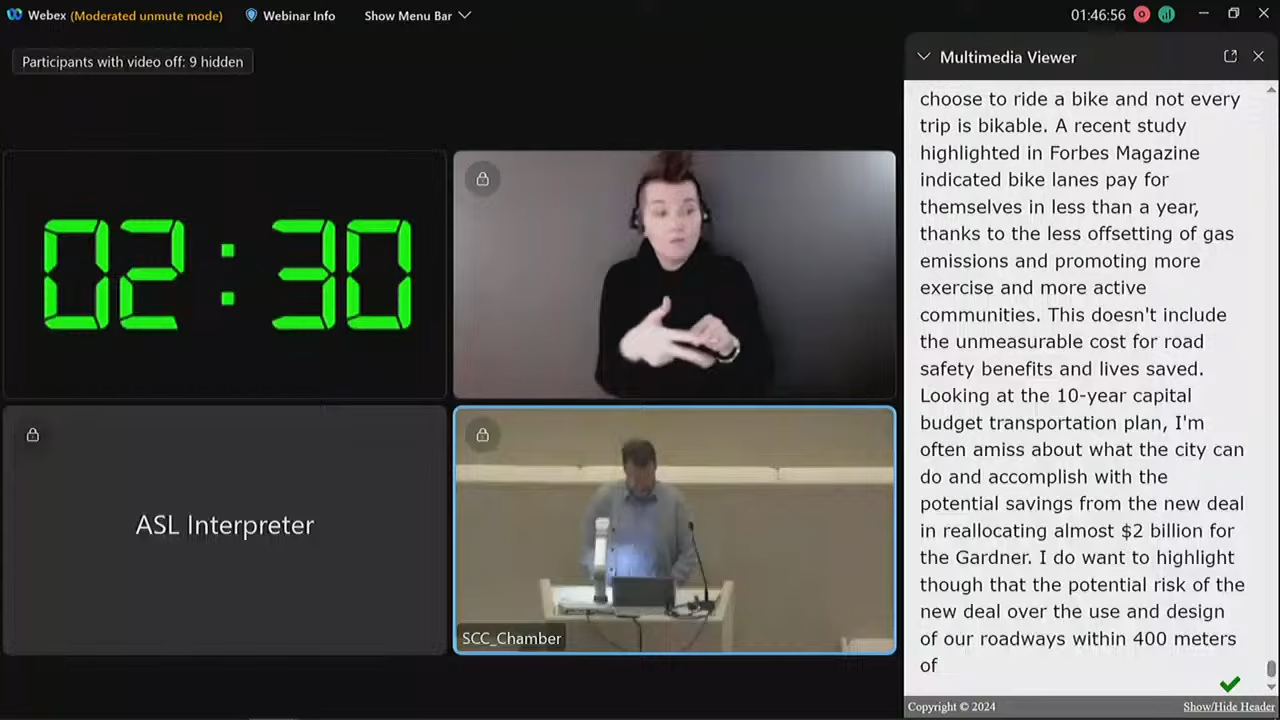 Webex (Moderated unmute mode)
Webinar Info
Show Menu Bar
01:46:56
Participants with video off: 9 hidden
Multimedia Viewer
02:30
ASL Interpreter
SCC_Chamber
choose to ride a bike and not every
trip is bikable. A recent study
highlighted in Forbes Magazine
indicated bike lanes pay for
themselves in less than a year,
thanks to the less offsetting of gas
emissions and promoting more
exercise and more active
communities. This doesn't include
the unmeasurable cost for road
safety benefits and lives saved.
Looking at the 10-year capital
budget transportation plan, I'm
often amiss about what the city can
do and accomplish with the
potential savings from the new deal
in reallocating almost $2 billion for
the Gardner. I do want to highlight
though that the potential risk of the
new deal over the use and design
of our roadways within 400 meters
of
Copyright © 2024
Show/Hide Header